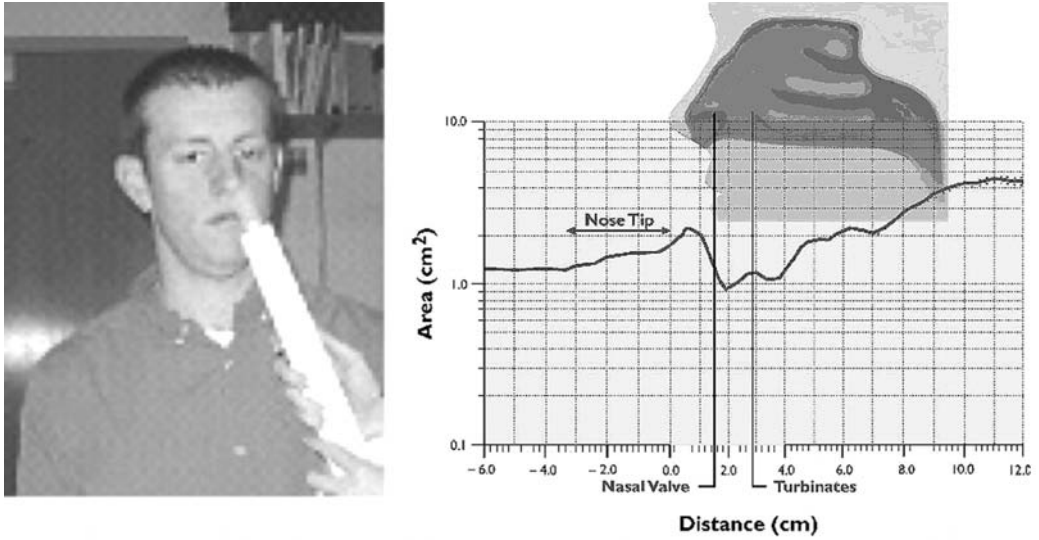 10.0
Nose Tip
Area (cm²)
1.0
0.1
– 6.0 – 4.0 – 2.0 0.0 2.0 4.0 6.0 8.0 10.0 12.0
Nasal Valve Turbinates
Distance (cm)